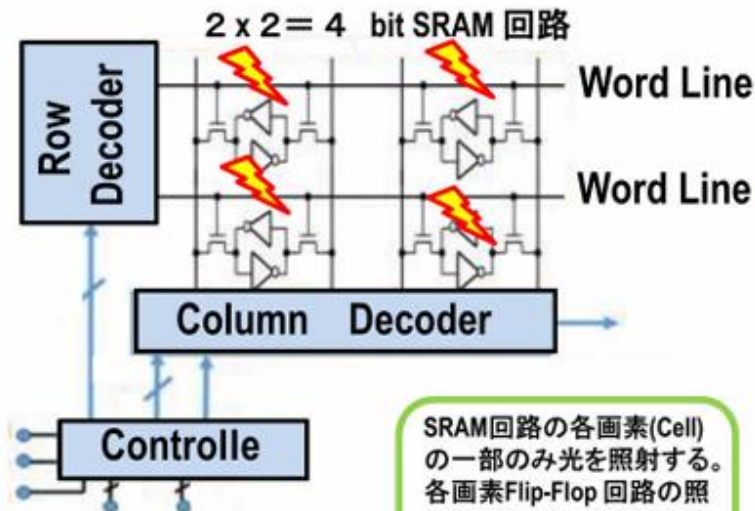 2 x 2= 4 bit SRAM 回路
Row
Decoder
Word Line
Word Line
Column Decoder
Controlle
SRAM回路の各画素(Cell)
の一部のみ光を照射する。
各画素Flip-Flop 回路の照